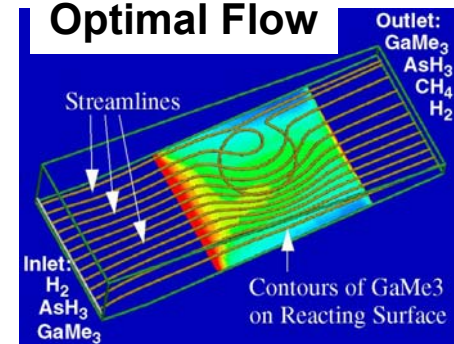 Optimal Flow
Outlet:
GaMe3
AsH3
CH4
H2
Streamlines
Inlet:
H2
AsH3
GaMe3
Contours of GaMe3
on Reacting Surface